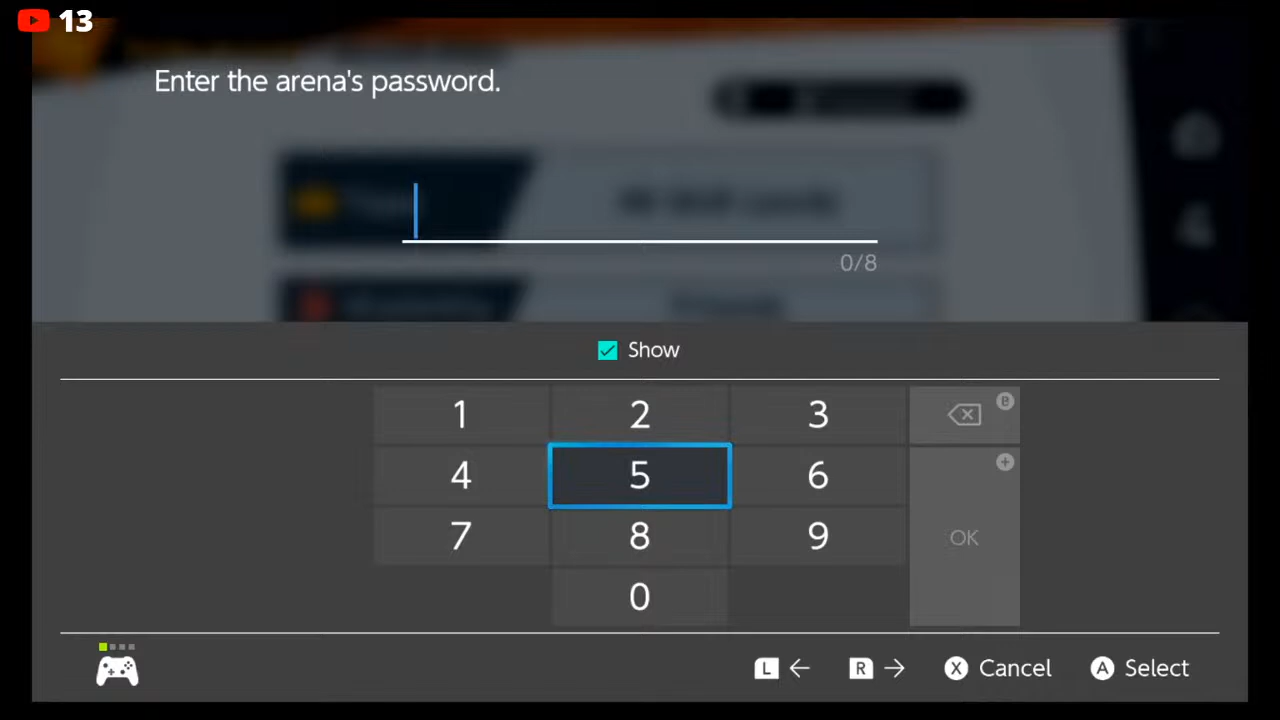 13
Enter the arena's password.
0/8
Show
1 2 3 B
4 5 6 +
7 8 9 OK
0
L ← R → X Cancel A Select